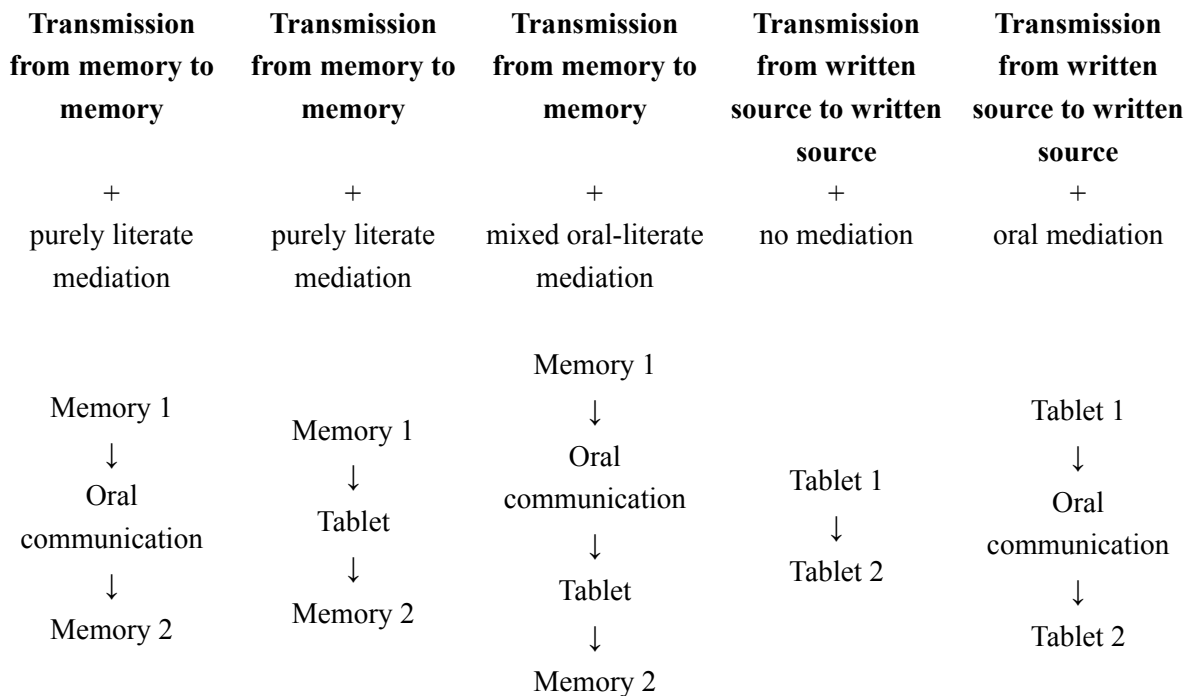 Transmission
from memory to
memory
+
purely literate
mediation
Memory 1
↓
Oral
communication
↓
Memory 2
Transmission
from memory to
memory
+
purely literate
mediation
Memory 1
↓
Tablet
↓
Memory 2
Transmission
from memory to
memory
+
mixed oral-literate
mediation
Memory 1
↓
Oral
communication
↓
Tablet
↓
Memory 2
Transmission
from written
source to written
source
+
no mediation
Tablet 1
↓
Tablet 2
Transmission
from written
source to written
source
+
oral mediation
Tablet 1
↓
Oral
communication
↓
Tablet 2